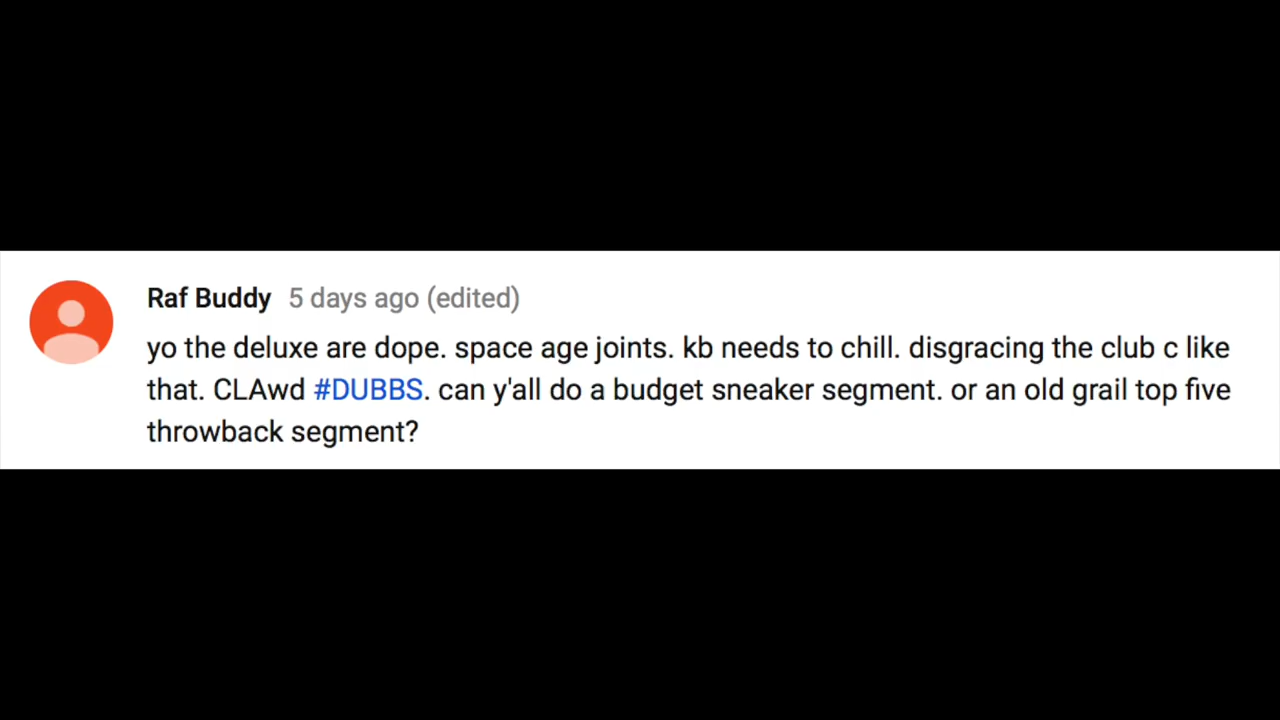 Raf Buddy 5 days ago (edited)
yo the deluxe are dope. space age joints. kb needs to chill. disgracing the club c like
that. CLAwd #DUBBS. can y'all do a budget sneaker segment. or an old grail top five
throwback segment?